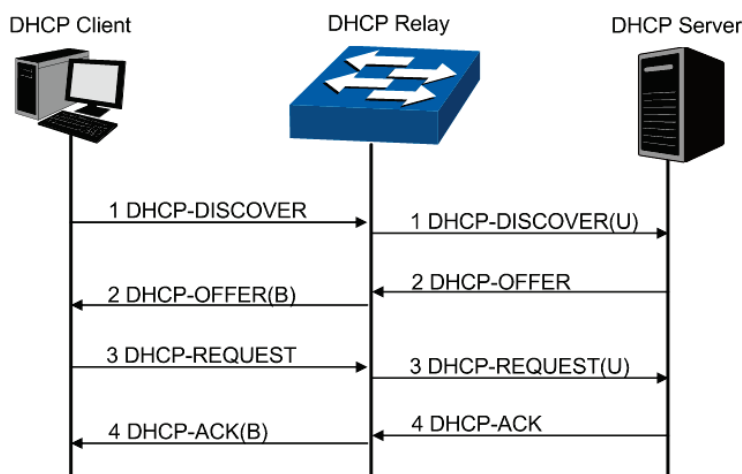 DHCP Client
DHCP Relay
DHCP Server
1 DHCP-DISCOVER
1 DHCP-DISCOVER(U)
2 DHCP-OFFER
2 DHCP-OFFER(B)
3 DHCP-REQUEST
3 DHCP-REQUEST(U)
4 DHCP-ACK
4 DHCP-ACK(B)